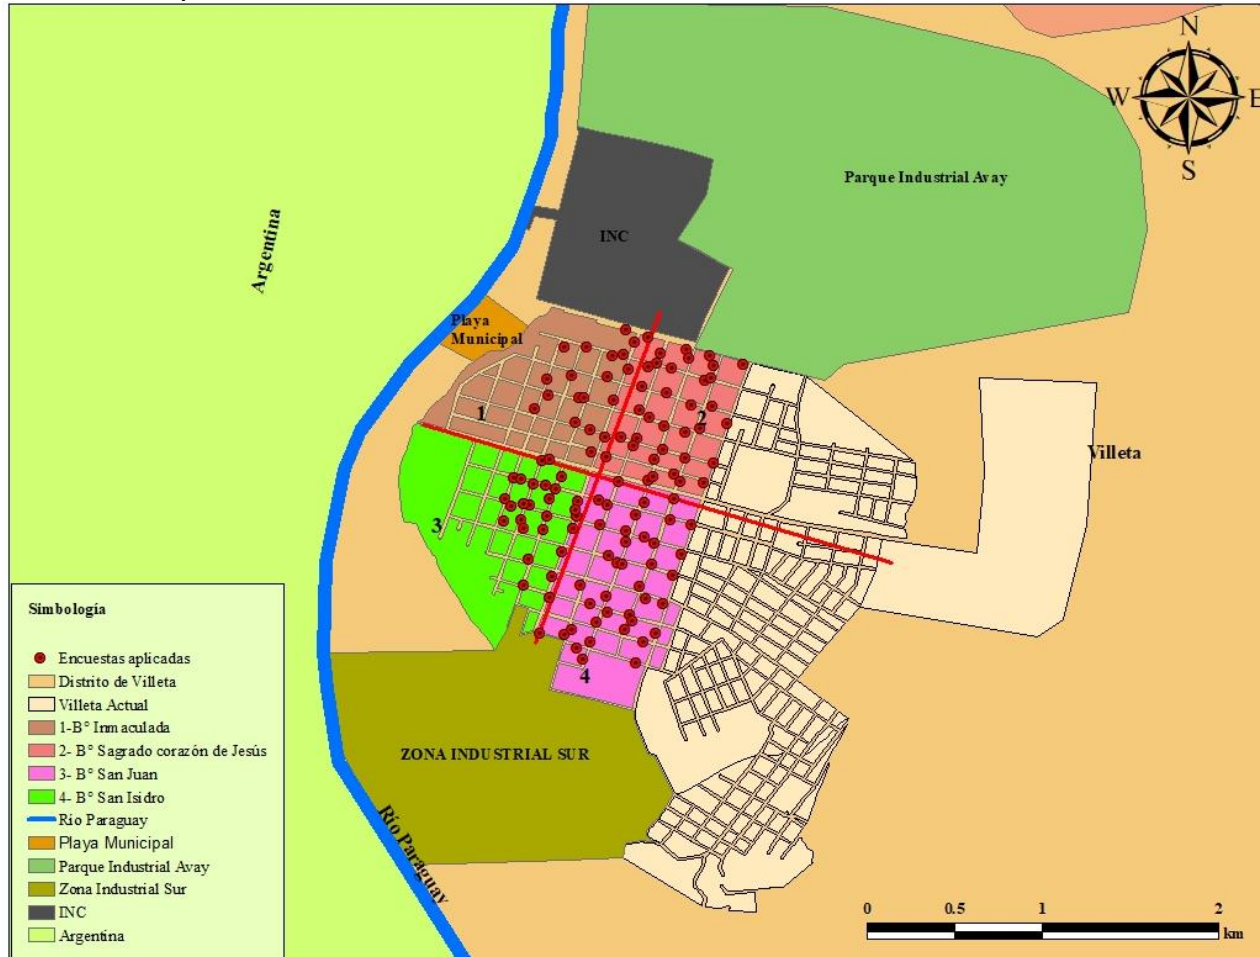 N
W
E
S
Parque Industrial Avay
INC
Argentina
Playa
Municipal
1
2
Villeta
3
4
ZONA INDUSTRIAL SUR
Río Paraguay
Simbología
Encuestas aplicadas
Distrito de Villeta
Villeta Actual
1-B° Inmaculada
2- B° Sagrado corazón de Jesús
3- B° San Juan
4- B° San Isidro
Río Paraguay
Playa Municipal
Parque Industrial Avay
Zona Industrial Sur
INC
Argentina
0 0.5 1 2
km